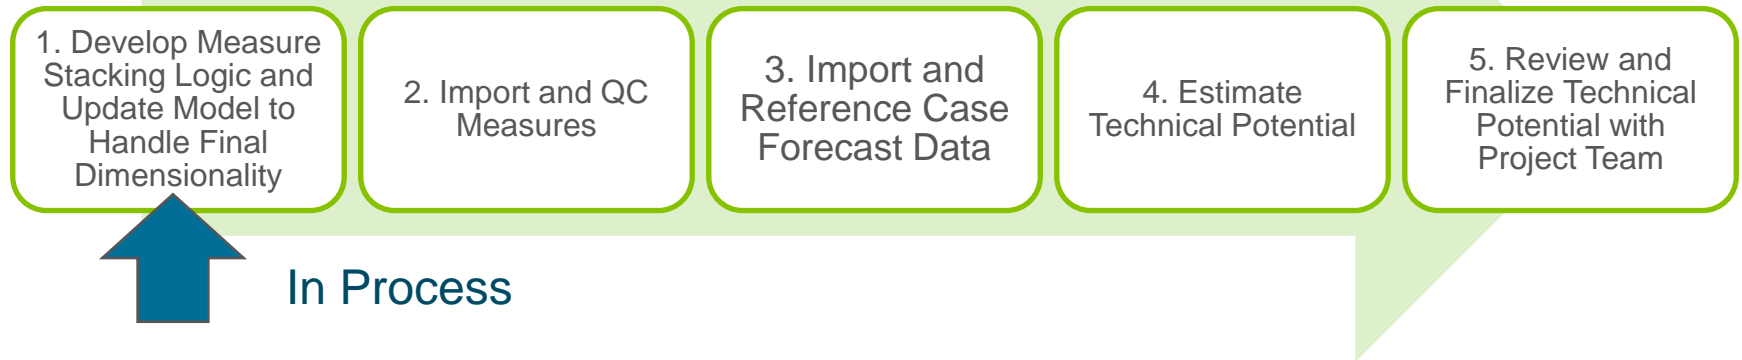 1. Develop Measure
Stacking Logic and
Update Model to
Handle Final
Dimensionality
2. Import and QC
Measures
3. Import and
Reference Case
Forecast Data
4. Estimate
Technical Potential
5. Review and
Finalize Technical
Potential with
Project Team
In Process